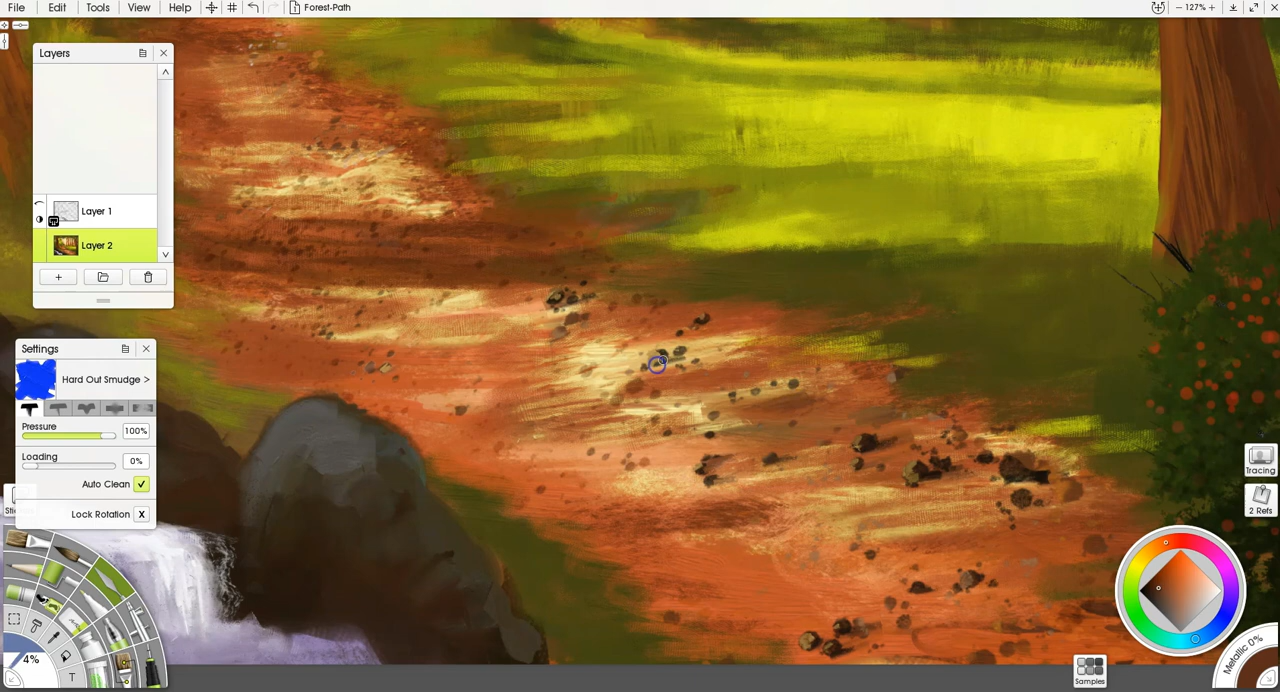 File Edit Tools View Help Forest-Path
127%
Layers
Layer 1
Layer 2
Settings
Hard Out Smudge >
Pressure
100%
Loading
0%
Auto Clean
Lock Rotation X
4%
T
Tracing
2 Refs
Samples
Metallic 0%